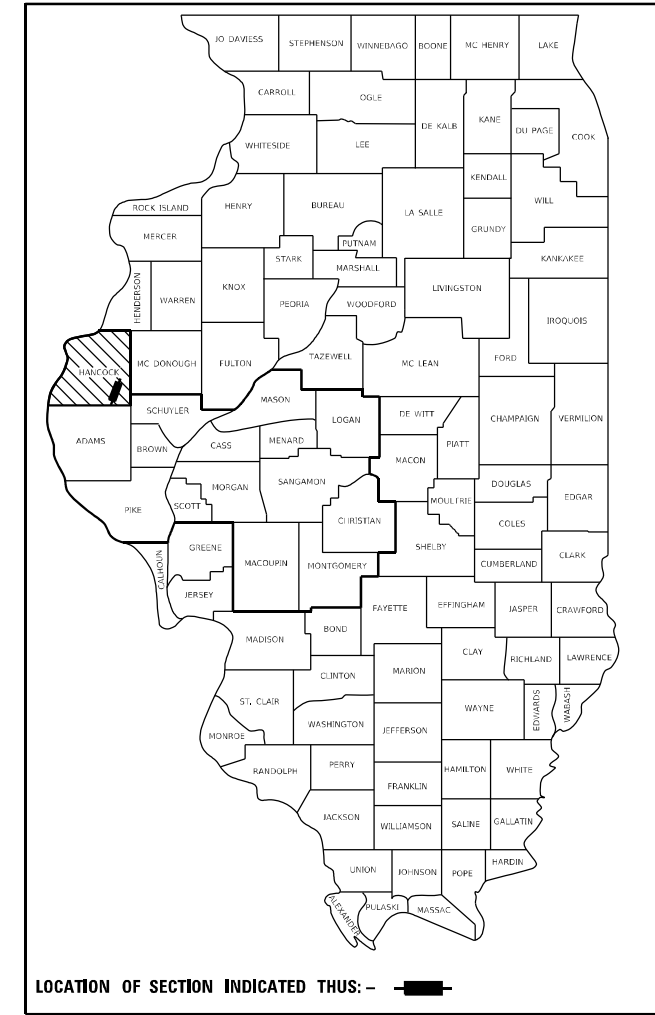 JO DAVIESS
STEPHENSON
WINNEBAGO
BOONE
MC HENRY
LAKE
CARROLL
OGLE
DE KALB
KANE
DU PAGE
COOK
WHITESIDE
LEE
KENDALL
WILL
ROCK ISLAND
HENRY
BUREAU
LA SALLE
GRUNDY
MERCER
PUTNAM
KANKAKEE
STARK
MARSHALL
HENDERSON
WARREN
KNOX
PEORIA
WOODFORD
LIVINGSTON
IROQUOIS
HANCOCK
MC DONOUGH
FULTON
TAZEWELL
MC LEAN
FORD
SCHUYLER
MASON
LOGAN
DE WITT
CHAMPAIGN
VERMILION
ADAMS
BROWN
CASS
MENARD
MACON
PIATT
PIKE
SCOTT
MORGAN
SANGAMON
MOULTRIE
DOUGLAS
EDGAR
CHRISTIAN
COLES
CALHOUN
GREENE
MACOUPIN
MONTGOMERY
SHELBY
CUMBERLAND
CLARK
JERSEY
FAYETTE
EFFINGHAM
JASPER
CRAWFORD
MADISON
BOND
CLAY
RICHLAND
LAWRENCE
CLINTON
MARION
ST. CLAIR
WAYNE
EDWARDS
WABASH
WASHINGTON
JEFFERSON
MONROE
RANDOLPH
PERRY
HAMILTON
WHITE
FRANKLIN
JACKSON
WILLIAMSON
SALINE
GALLATIN
UNION
JOHNSON
POPE
HARDIN
ALEXANDER
PULASKI
MASSAC
LOCATION OF SECTION INDICATED THUS: –